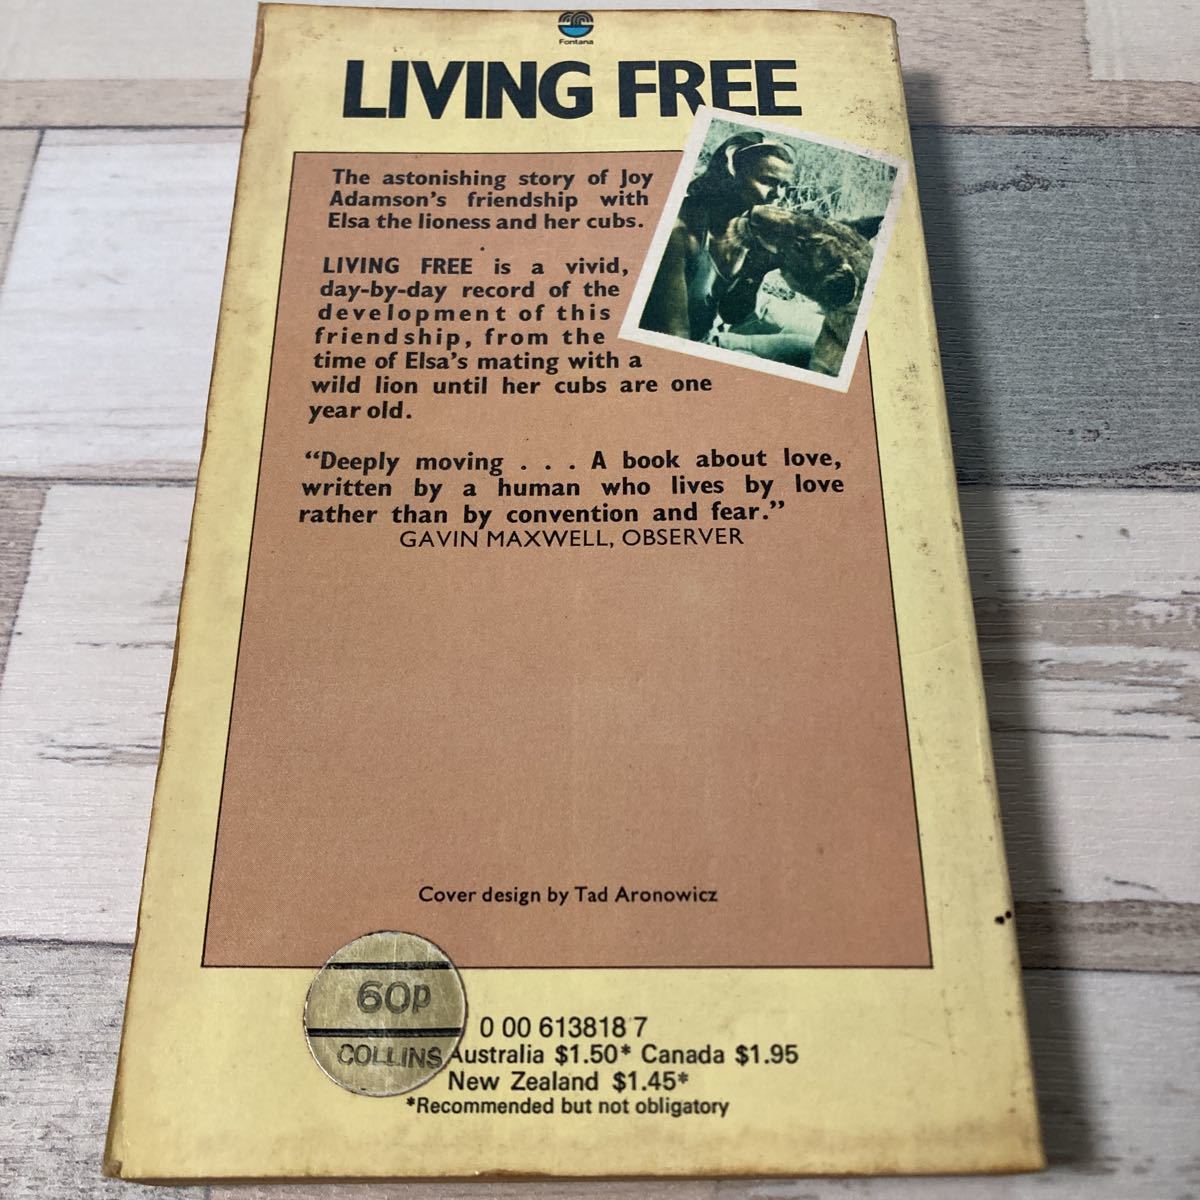 Fontana
LIVING FREE
The astonishing story of Joy
Adamson's friendship with
Elsa the lioness and her cubs.
LIVING FREE is a vivid,
day-by-day record of the
development of this
friendship, from the
time of Elsa's mating with a
wild lion until her cubs are one
year old.
“Deeply moving . . . A book about love,
written by a human who lives by love
rather than by convention and fear.”
GAVIN MAXWELL, OBSERVER
Cover design by Tad Aronowicz
60p
COLLINS
0 00 613818 7
Australia $1.50* Canada $1.95
New Zealand $1.45*
*Recommended but not obligatory